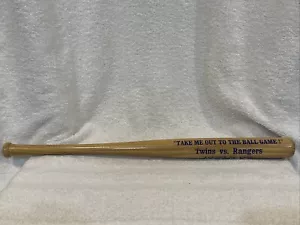 "TAKE ME OUT TO THE BALL GAME!"
Twins vs. Rangers